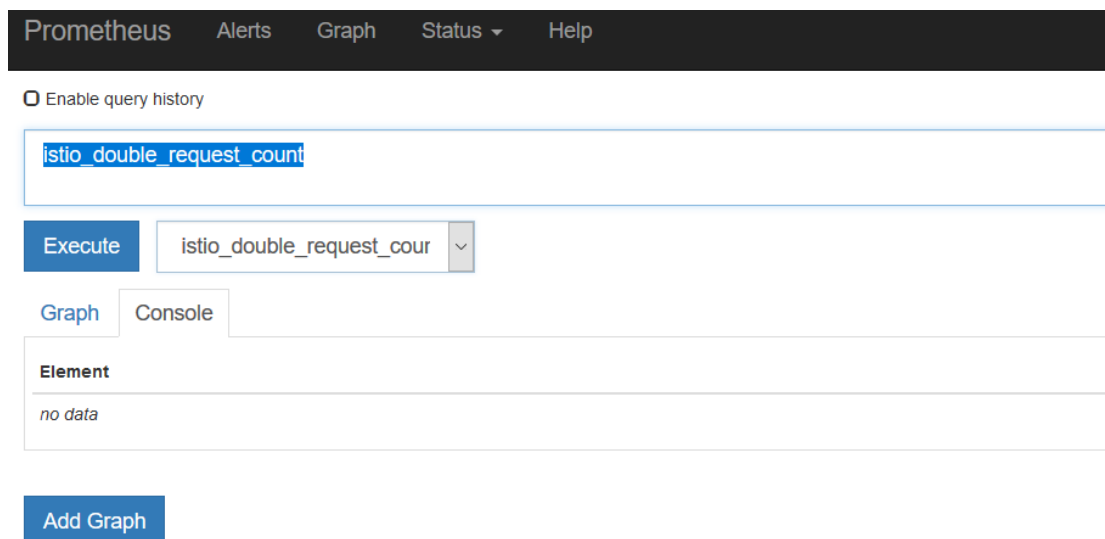 Prometheus Alerts Graph Status Help
Enable query history
istio_double_request_count
Execute istio_double_request_cour
Graph Console
Element
no data
Add Graph